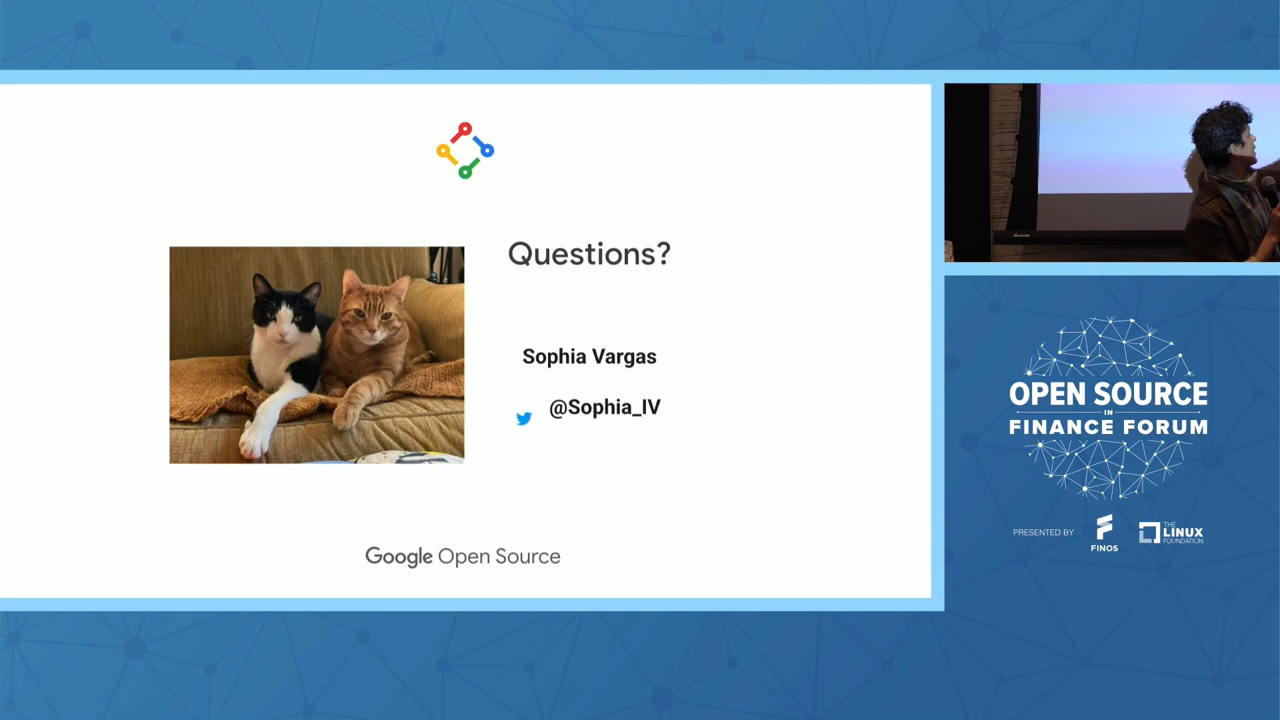 Questions?
Sophia Vargas
@Sophia_IV
Google Open Source
OPEN SOURCE
IN
FINANCE FORUM
PRESENTED BY
FINOS
THE
LINUX
FOUNDATION